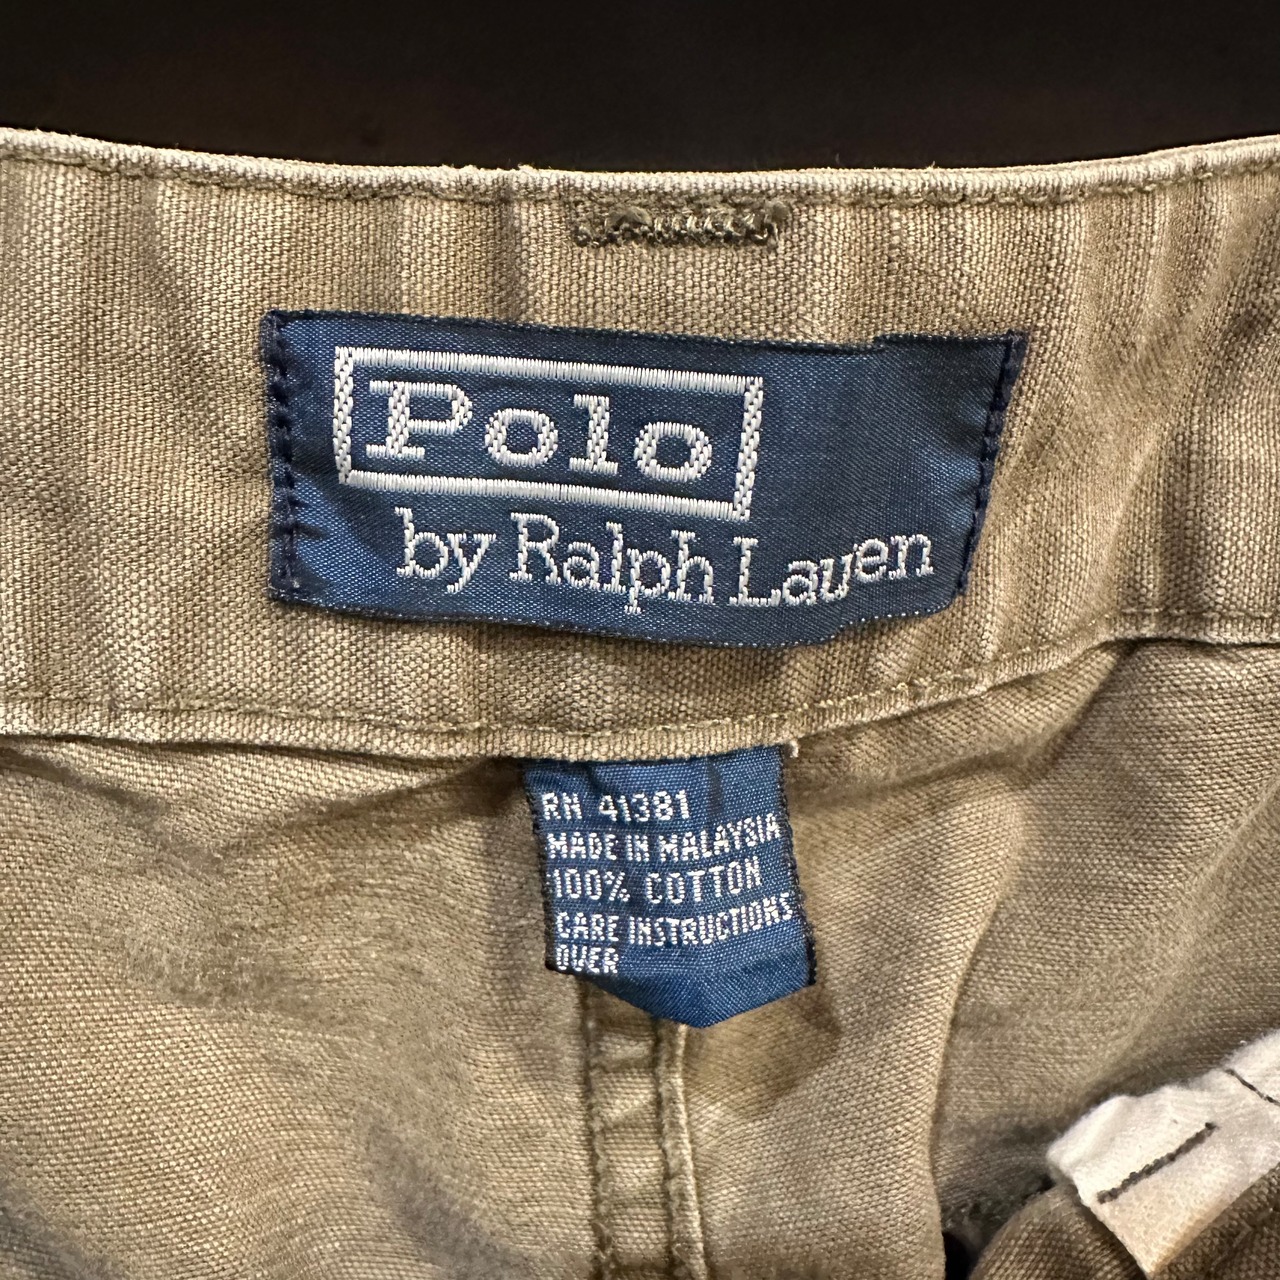 Polo
by Ralph Lauren
RN 41381
MADE IN MALAYSIA
100% COTTON
CARE INSTRUCTIONS
OVER